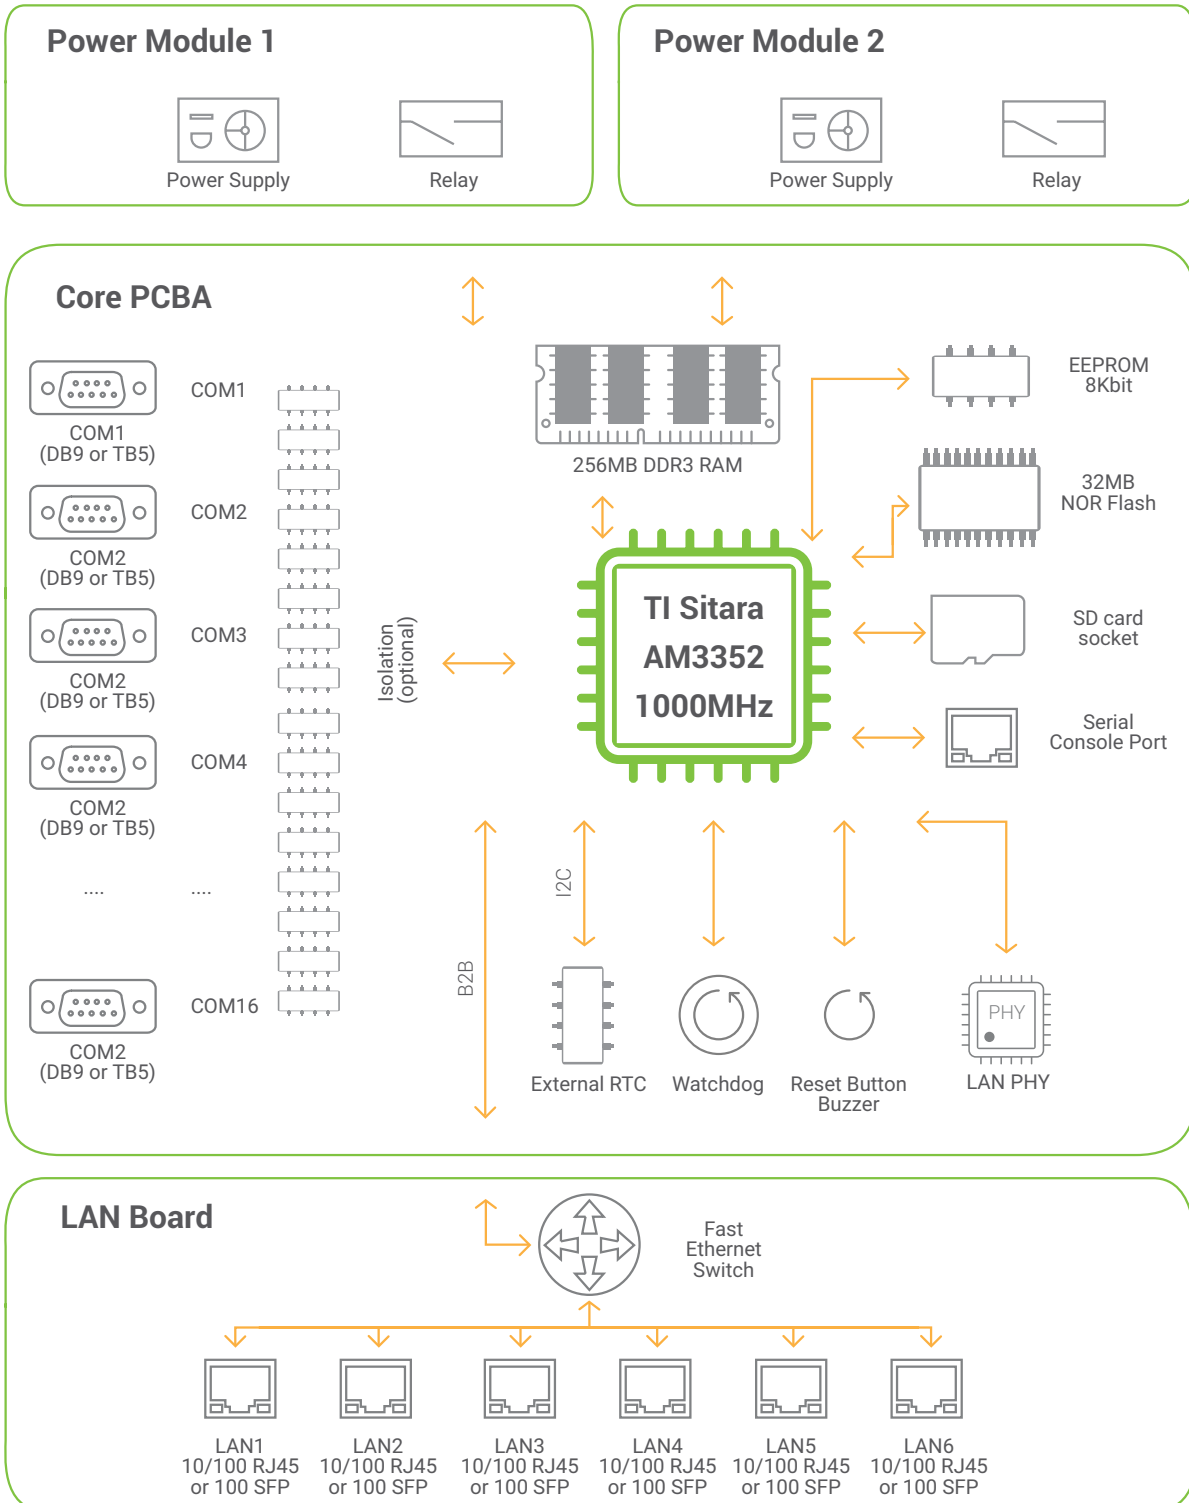 Power Module 1
Power Supply
Relay
Power Module 2
Power Supply
Relay
Core PCBA
COM1
(DB9 or TB5)
COM1
COM2
(DB9 or TB5)
COM2
COM2
(DB9 or TB5)
COM3
COM2
(DB9 or TB5)
COM4
....
....
COM2
(DB9 or TB5)
COM16
Isolation
(optional)
256MB DDR3 RAM
TI Sitara
AM3352
1000MHz
EEPROM
8Kbit
32MB
NOR Flash
SD card
socket
Serial
Console Port
B2B
I2C
External RTC
Watchdog
Reset Button
Buzzer
PHY
LAN PHY
LAN Board
Fast
Ethernet
Switch
LAN1
10/100 RJ45
or 100 SFP
LAN2
10/100 RJ45
or 100 SFP
LAN3
10/100 RJ45
or 100 SFP
LAN4
10/100 RJ45
or 100 SFP
LAN5
10/100 RJ45
or 100 SFP
LAN6
10/100 RJ45
or 100 SFP